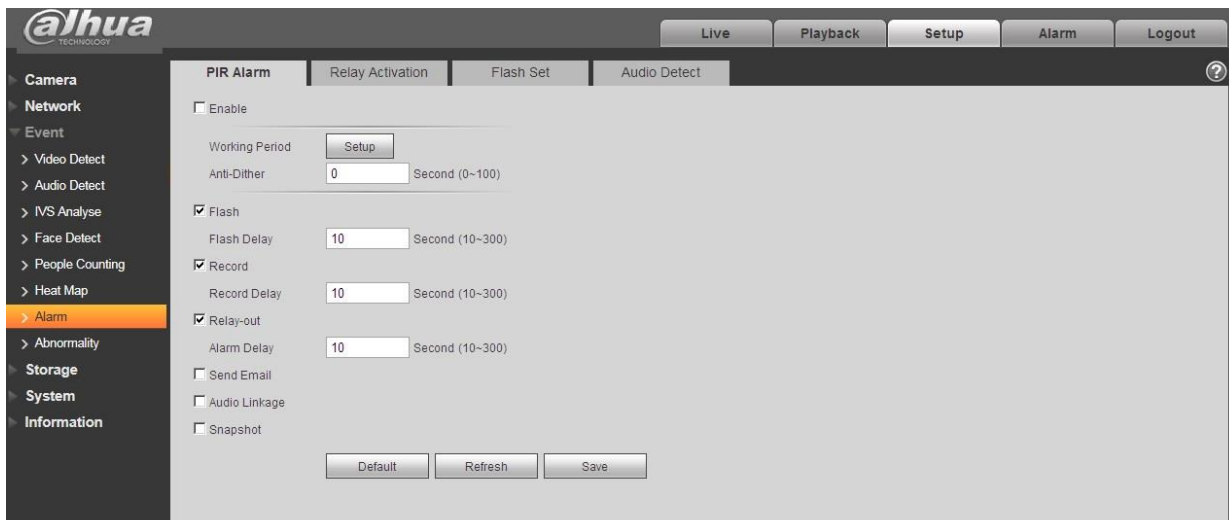 alhua
TECHNOLOGY
Live Playback Setup Alarm Logout
Camera
Network
Event
Video Detect
Audio Detect
IVS Analyse
Face Detect
People Counting
Heat Map
Alarm
Abnormality
Storage
System
Information
PIR Alarm Relay Activation Flash Set Audio Detect
?
Enable
Working Period Setup
Anti-Dither 0 Second (0~100)
Flash
Flash Delay 10 Second (10~300)
Record
Record Delay 10 Second (10~300)
Relay-out
Alarm Delay 10 Second (10~300)
Send Email
Audio Linkage
Snapshot
Default Refresh Save